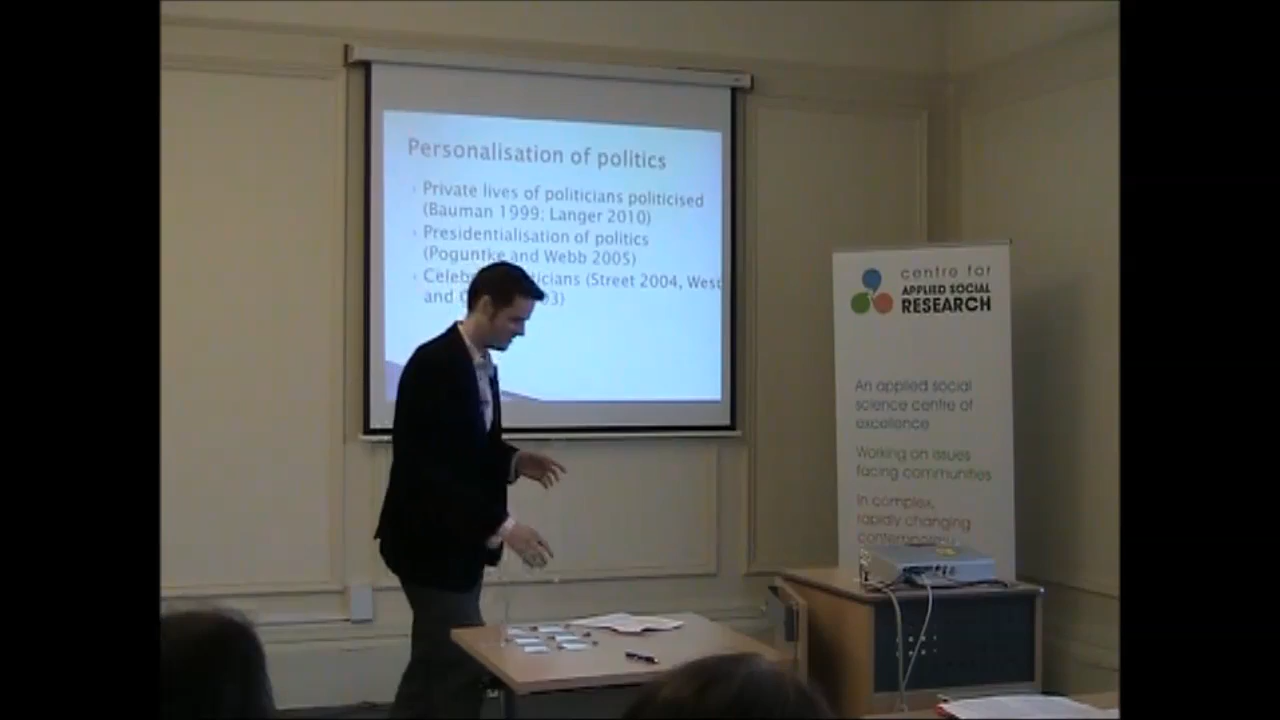 Personalisation of politics
Private lives of politicians politicised
(Bauman 1999; Langer 2010)
Presidentialisation of politics
(Poguntke and Webb 2005)
(Street 2004, West
and
centre for
APPLIED SOCIAL
RESEARCH
An applied social
science centre of
excellence
Working on issues
facing communities
In complex,
rapidly changing
contemporary